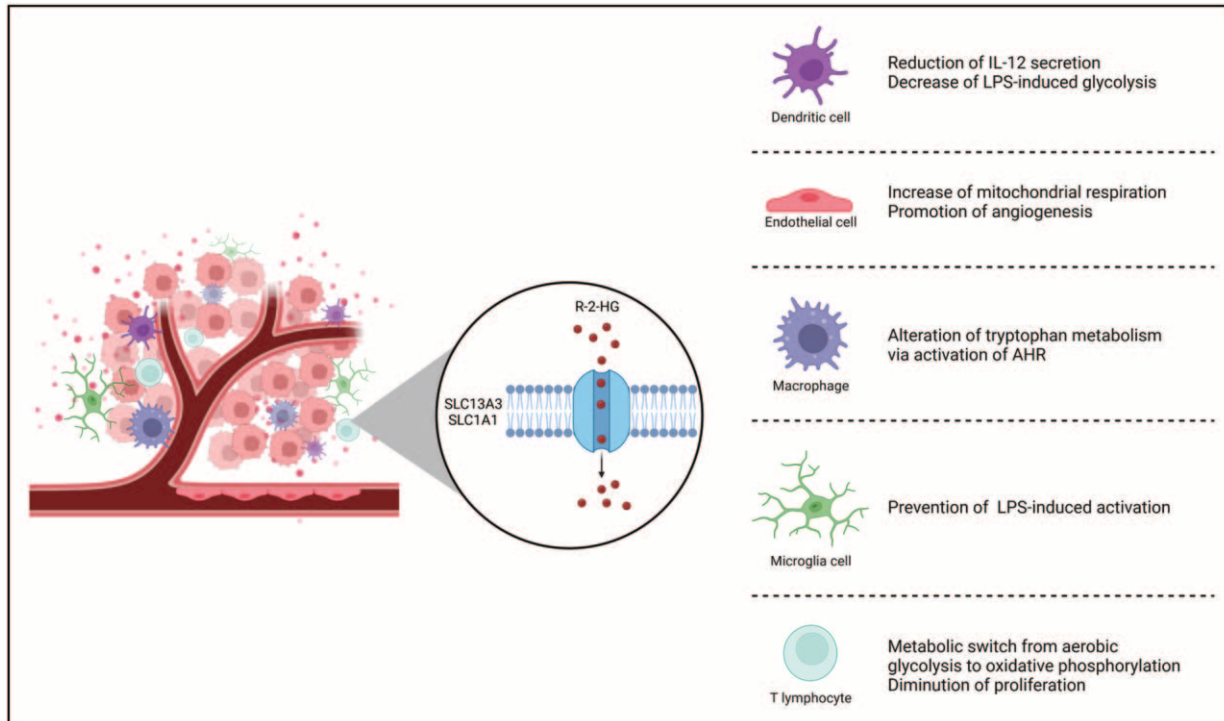 R-2-HG
SLC13A3
SLC1A1
Dendritic cell
Reduction of IL-12 secretion
Decrease of LPS-induced glycolysis
Endothelial cell
Increase of mitochondrial respiration
Promotion of angiogenesis
Macrophage
Alteration of tryptophan metabolism
via activation of AHR
Microglia cell
Prevention of LPS-induced activation
T lymphocyte
Metabolic switch from aerobic
glycolysis to oxidative phosphorylation
Diminution of proliferation